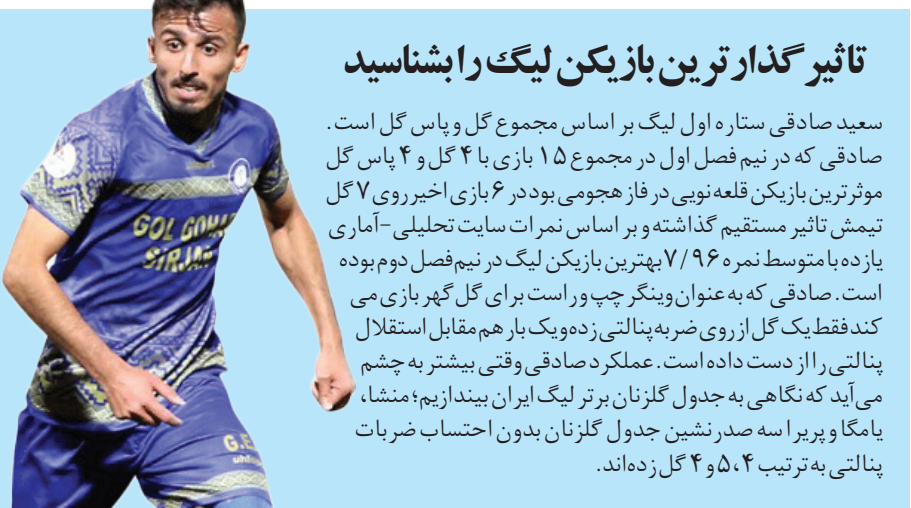 تاثیر گذار ترین بازیکن لیگ را بشناسید
سعید صادقی ستاره اول لیگ بر اساس مجموع گل و پاس گل است.
صادقی که در نیم فصل اول در مجموع ۱۵ بازی با ۴ گل و ۴ پاس گل
موثرترین بازیکن قلعه‌نویی در فاز هجومی بود در ۶ بازی اخیر روی ۷ گل
تیمش تاثیر مستقیم گذاشته و بر اساس نمرات سایت تحلیلی-آماری
یازده با متوسط نمره ۷/۹۶ بهترین بازیکن لیگ در نیم‌فصل دوم بوده
است. صادقی که به عنوان وینگر چپ و راست برای گل گهر بازی می
کند فقط یک گل از روی ضربه پنالتی زده و یک بار هم مقابل استقلال
پنالتی را از دست داده است. عملکرد صادقی وقتی بیشتر به چشم
می‌آید که نگاهی به جدول گلزنان برتر لیگ ایران بیندازیم؛ منشا،
یامگا و پریرا سه صدرنشین جدول گلزنان بدون احتساب ضربات
پنالتی به ترتیب ۴، ۵ و ۴ گل زده‌اند.
GOL GOHAR
SIRJAN
G.E
uhl